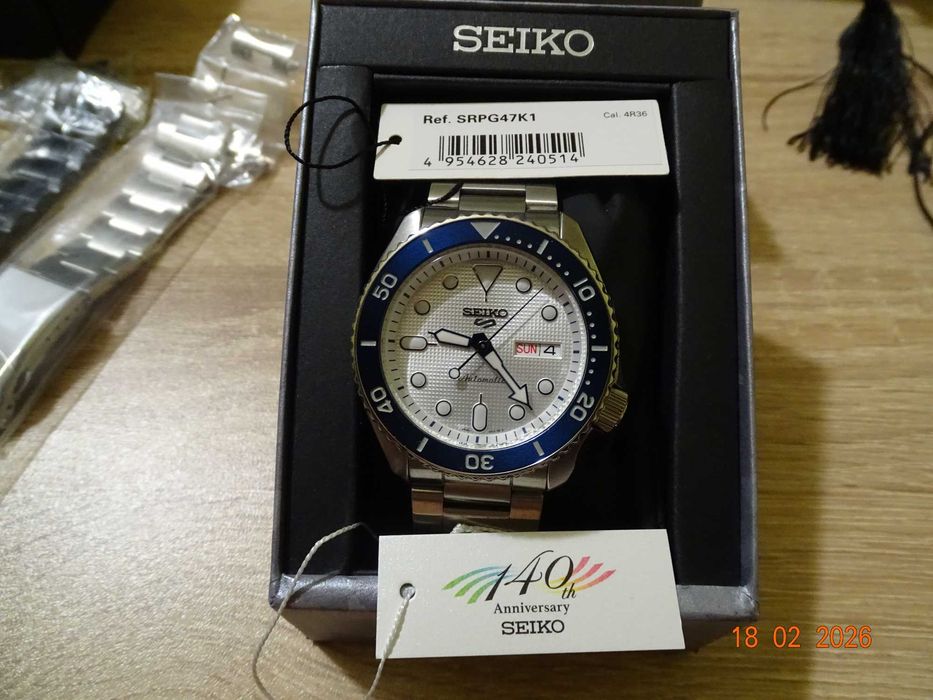 SEIKO
Ref. SRPG47K1
Cal. 4R36
4 954628 240514
10
20
30
40
50
SEIKO
5
SUN 4
Automatic
140th
Anniversary
SEIKO
18 02 2026